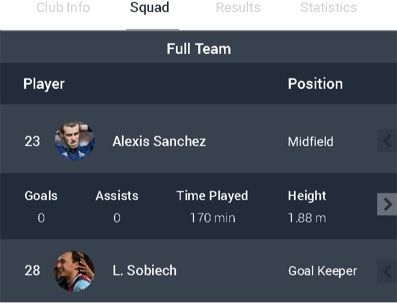 Club Info Squad Results Statistics
Full Team
Player Position
23 Alexis Sanchez Midfield
Goals Assists Time Played Height
0 0 170 min 1.88 m
28 L. Sobiech Goal Keeper